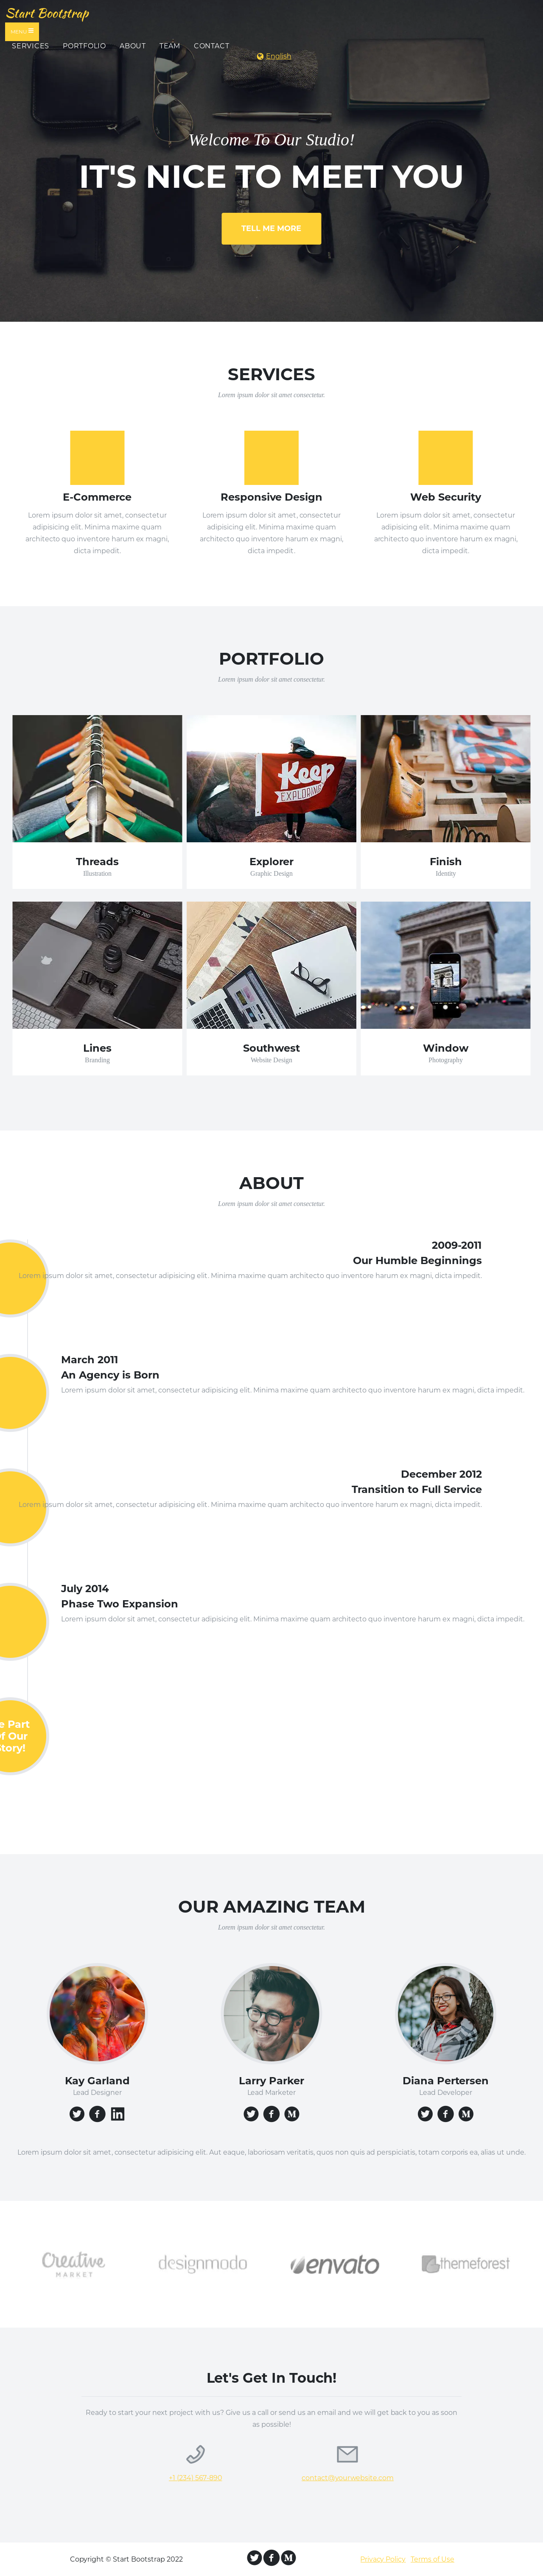 Start Bootstrap
MENU
SERVICES PORTFOLIO ABOUT TEAM CONTACT
English
Welcome To Our Studio!
IT'S NICE TO MEET YOU
TELL ME MORE
SERVICES
Lorem ipsum dolor sit amet consectetur.
E-Commerce
Lorem ipsum dolor sit amet, consectetur
adipisicing elit. Minima maxime quam
architecto quo inventore harum ex magni,
dicta impedit.
Responsive Design
Lorem ipsum dolor sit amet, consectetur
adipisicing elit. Minima maxime quam
architecto quo inventore harum ex magni,
dicta impedit.
Web Security
Lorem ipsum dolor sit amet, consectetur
adipisicing elit. Minima maxime quam
architecto quo inventore harum ex magni,
dicta impedit.
PORTFOLIO
Lorem ipsum dolor sit amet consectetur.
Keep
EXPLORING
Threads
Illustration
Explorer
Graphic Design
Finish
Identity
Lines
Branding
Southwest
Website Design
Window
Photography
ABOUT
Lorem ipsum dolor sit amet consectetur.
2009-2011
Our Humble Beginnings
Lorem ipsum dolor sit amet, consectetur adipisicing elit. Minima maxime quam architecto quo inventore harum ex magni, dicta impedit.
March 2011
An Agency is Born
Lorem ipsum dolor sit amet, consectetur adipisicing elit. Minima maxime quam architecto quo inventore harum ex magni, dicta impedit.
December 2012
Transition to Full Service
Lorem ipsum dolor sit amet, consectetur adipisicing elit. Minima maxime quam architecto quo inventore harum ex magni, dicta impedit.
July 2014
Phase Two Expansion
Lorem ipsum dolor sit amet, consectetur adipisicing elit. Minima maxime quam architecto quo inventore harum ex magni, dicta impedit.
e Part
f Our
tory!
OUR AMAZING TEAM
Lorem ipsum dolor sit amet consectetur.
Kay Garland
Lead Designer
Larry Parker
Lead Marketer
Diana Pertersen
Lead Developer
Lorem ipsum dolor sit amet, consectetur adipisicing elit. Aut eaque, laboriosam veritatis, quos non quis ad perspiciatis, totam corporis ea, alias ut unde.
Creative
MARKET
designmodo
envato
themeforest
Let's Get In Touch!
Ready to start your next project with us? Give us a call or send us an email and we will get back to you as soon
as possible!
+1 (234) 567-890
contract@yourwebsite.com
Copyright © Start Bootstrap 2022
Privacy Policy Terms of Use